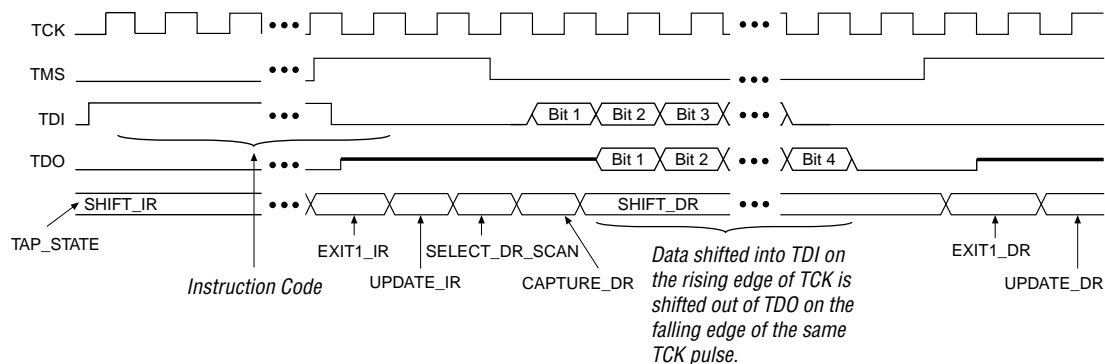 TCK
TMS
TDI
Bit 1 Bit 2 Bit 3
TDO
Bit 1 Bit 2 Bit 4
SHIFT_IR SHIFT_DR
TAP_STATE
EXIT1_IR SELECT_DR_SCAN
UPDATE_IR CAPTURE_DR
Instruction Code
Data shifted into TDI on
the rising edge of TCK is
shifted out of TDO on the
falling edge of the same
TCK pulse.
EXIT1_DR
UPDATE_DR